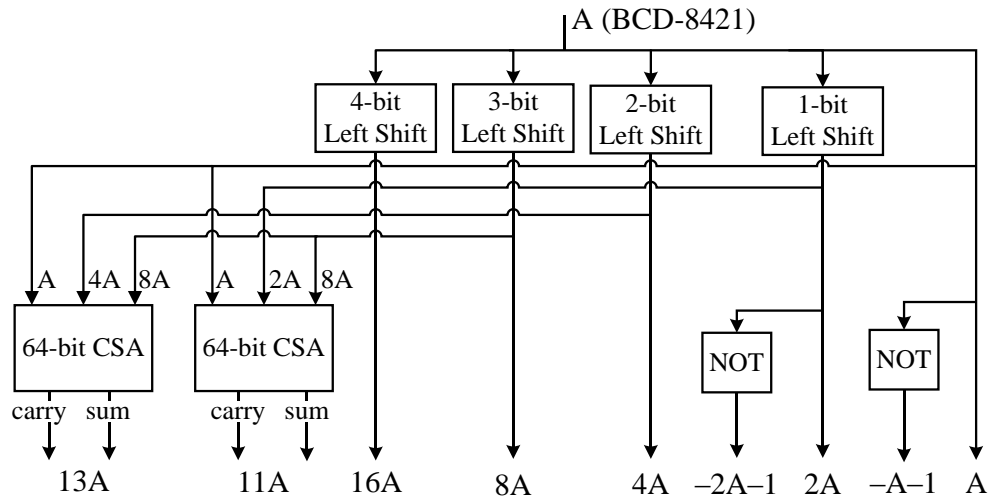 A (BCD-8421)
4-bit
Left Shift
3-bit
Left Shift
2-bit
Left Shift
1-bit
Left Shift
A
4A
8A
A
2A
8A
64-bit CSA
64-bit CSA
NOT
NOT
carry
sum
carry
sum
13A
11A
16A
8A
4A
–2A–1
2A
–A–1
A